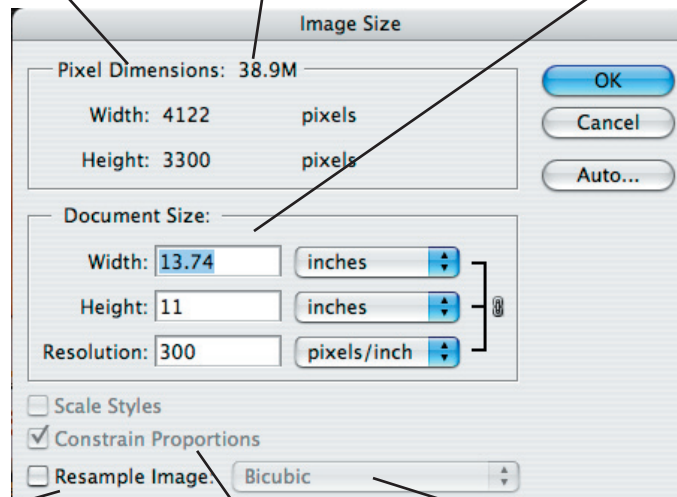 Image Size
Pixel Dimensions: 38.9M
Width: 4122 pixels
Height: 3300 pixels
OK
Cancel
Auto...
Document Size:
Width: 13.74 inches
Height: 11 inches
Resolution: 300 pixels/inch
Scale Styles
Constrain Proportions
Resample Image: Bicubic